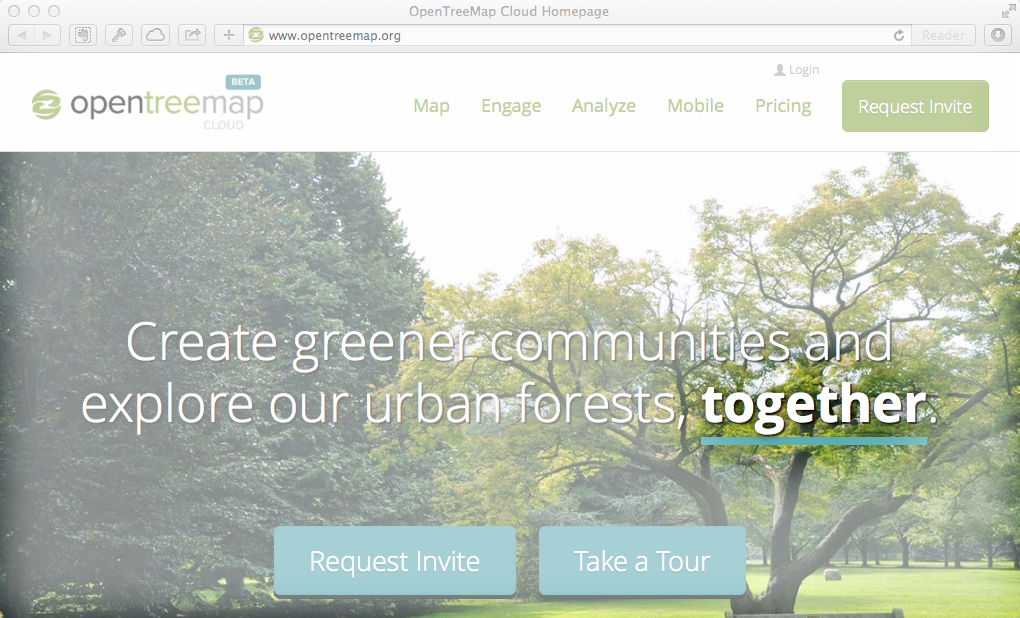 OpenTreeMap Cloud Homepage
www.opentreemap.org
Reader
Login
BETA
opentreemap
CLOUD
Map Engage Analyze Mobile Pricing Request Invite
Create greener communities and
explore our urban forests, together.
Request Invite Take a Tour